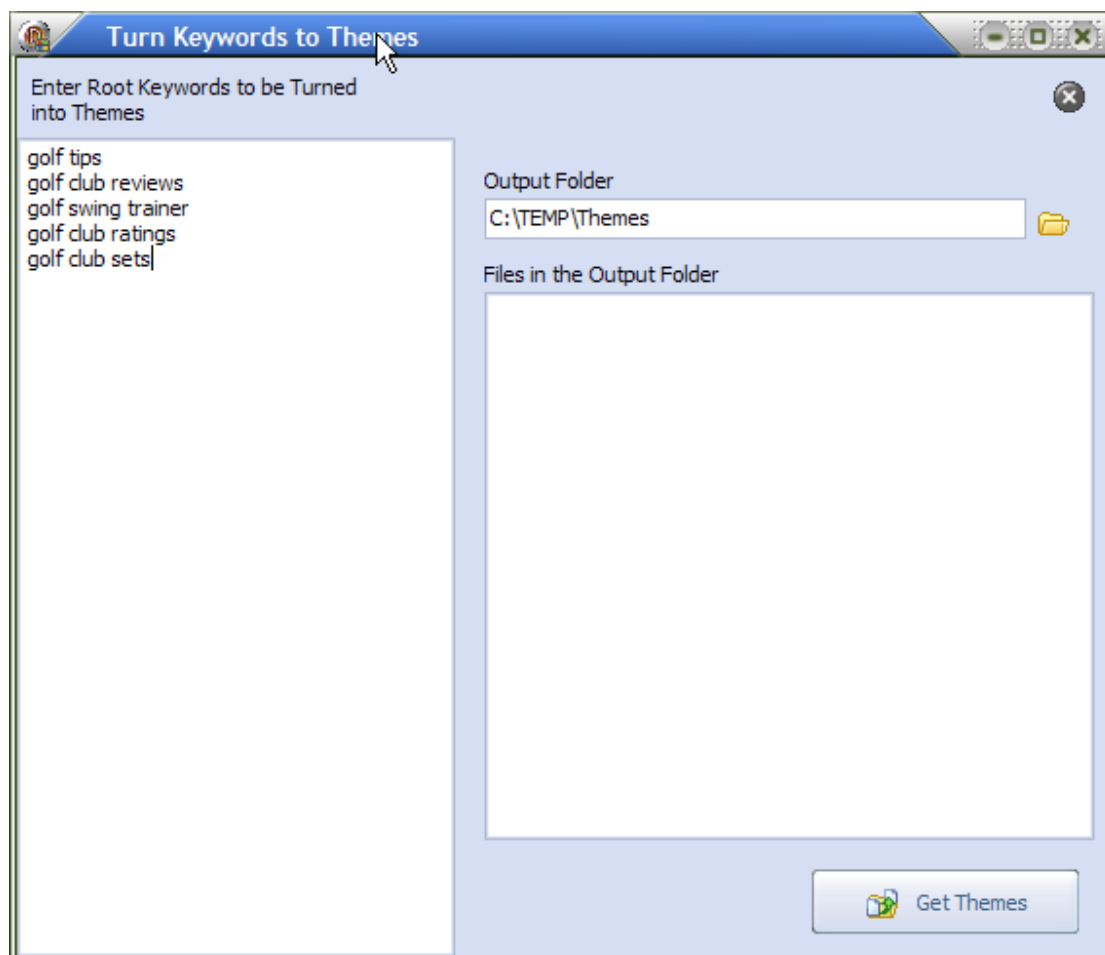 Turn Keywords to Themes
Enter Root Keywords to be Turned
into Themes
golf tips
golf club reviews
golf swing trainer
golf club ratings
golf club sets
Output Folder
C:\TEMP\Themes
Files in the Output Folder
Get Themes